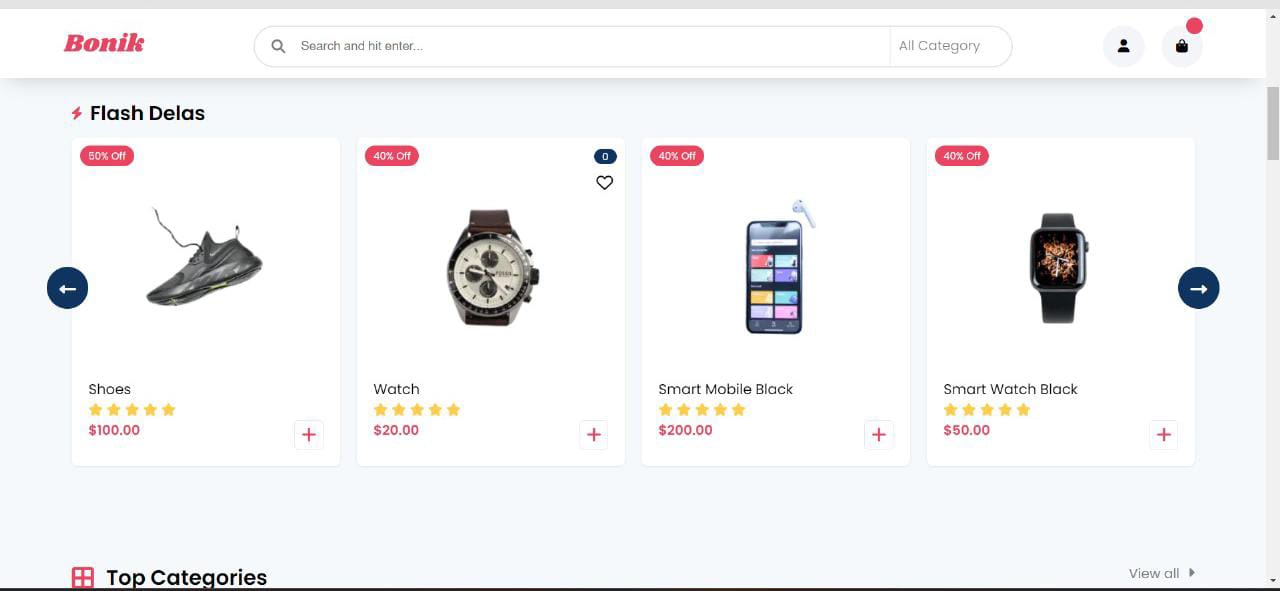 Bonik
Search and hit enter...
All Category
Flash Delas
50% Off
40% Off
0
40% Off
40% Off
FOSSIL
Shoes
Watch
Smart Mobile Black
Smart Watch Black
$100.00
$20.00
$200.00
$50.00
Top Categories
View all